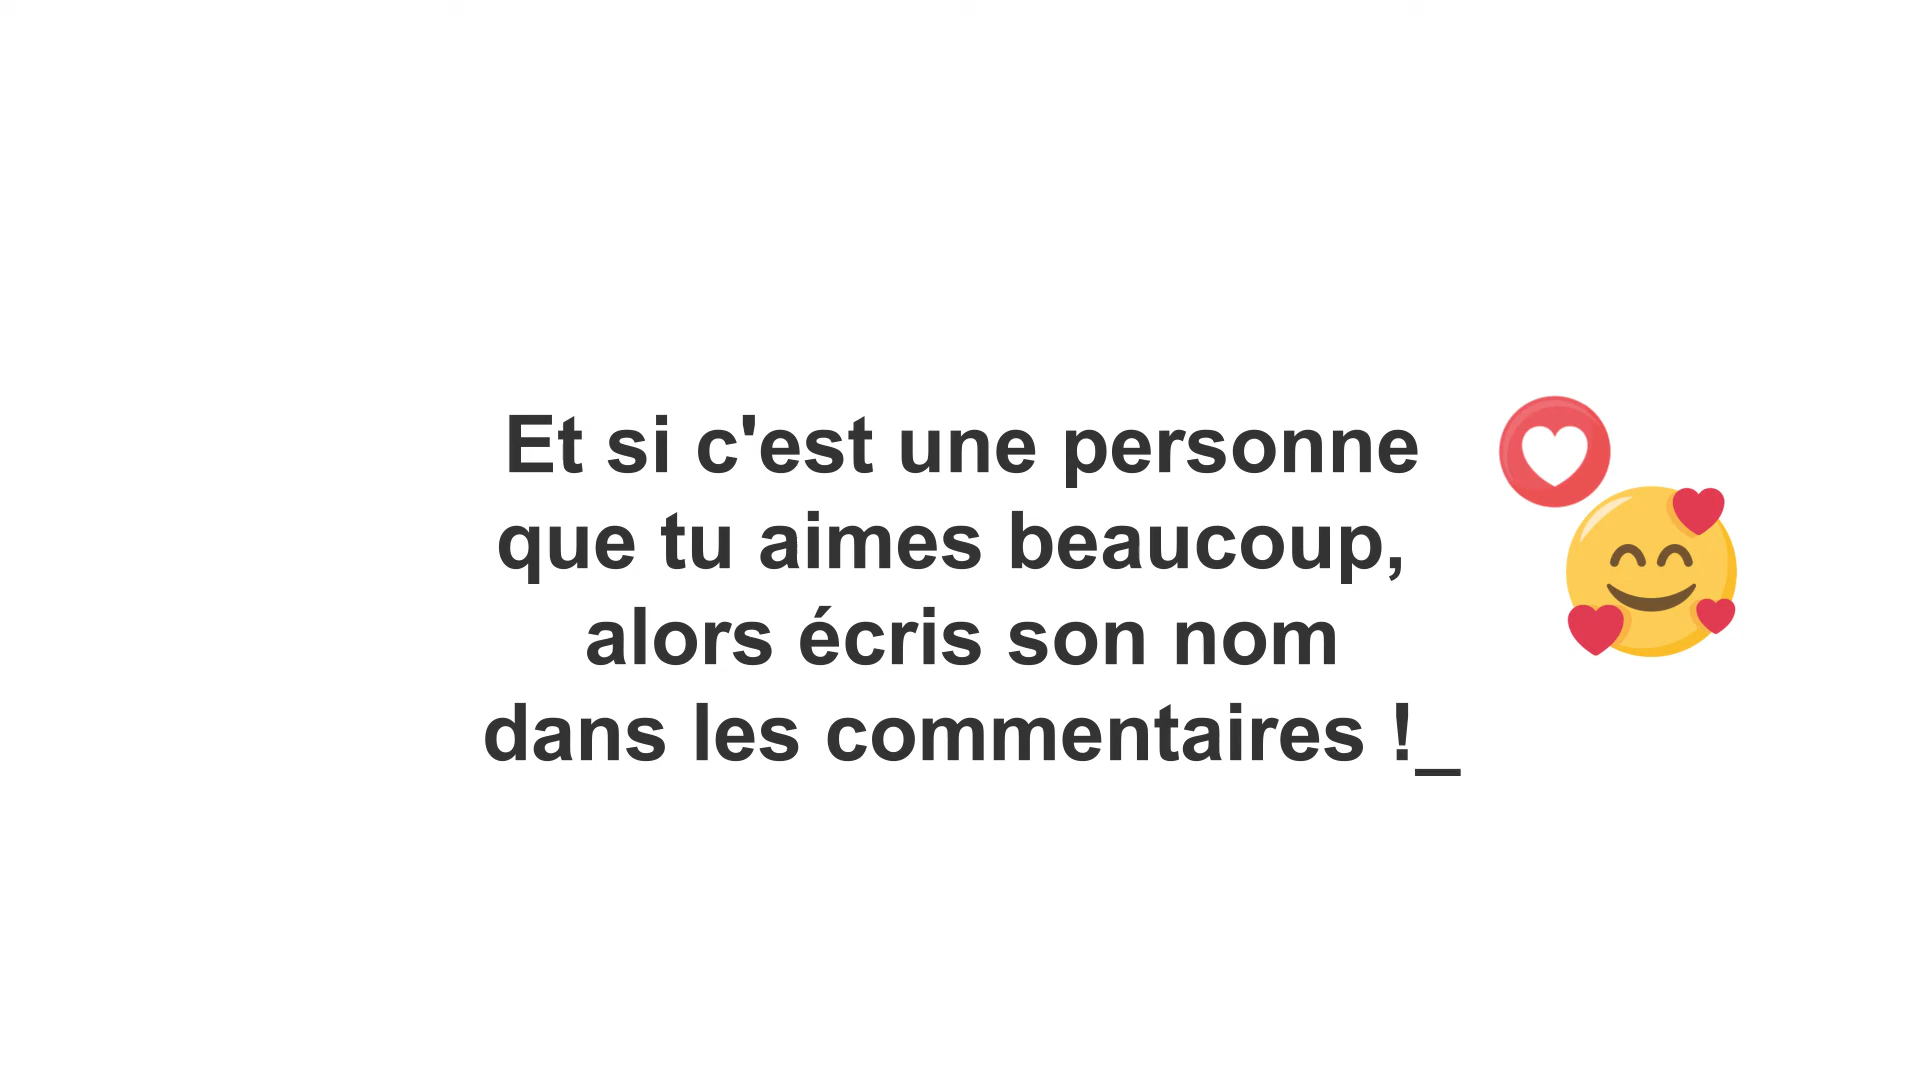 Et si c'est une personne
que tu aimes beaucoup,
alors écris son nom
dans les commentaires !_